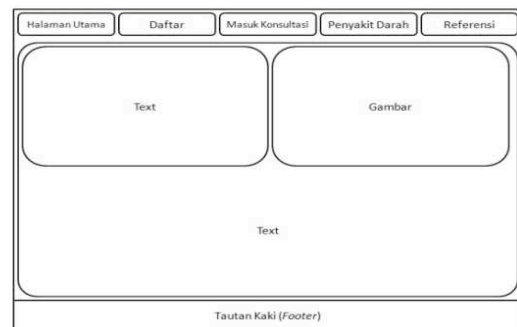 Halaman Utama
Daftar
Masuk Konsultasi
Penyakit Darah
Referensi
Text
Gambar
Text
Tautan Kaki (Footer)